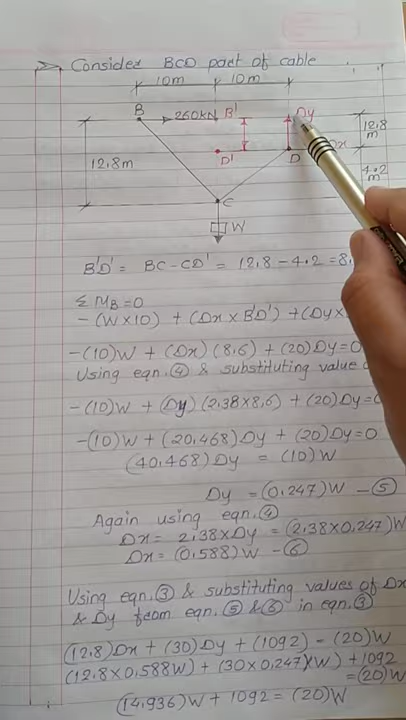 Consider BCD part of cable
10m 10m
B 260KN B' Dy
12.8m D' D Dx 12.8 m
C 4.2 m
W
B'D' = BC-CD' = 12.8-4.2 = 8.
ΣMB=0
-(W×10) + (Dx × B'D') + (Dy×
-(10)W + (Dx)(8.6) + (20)Dy=0
Using eqn. ④ & substituting value
-(10)W + (Dy)(2.38×8.6) + (20)Dy=0
-(10)W + (20.468)Dy + (20)Dy=0
(40.468)Dy = (10)W
Dy = (0.247)W - ⑤
Again using eqn. ④
Dx = 2.38×Dy = (2.38×0.247)W
Dx = (0.588)W - ⑥
Using eqn. ③ & substituting values of Dx
& Dy from eqn. ⑤ & ⑥ in eqn. ③
(12.8)Dx + (30)Dy + (1092) = (20)W
(12.8×0.588W) + (30×0.247)(W) + 1092
= (20)W
(14.936)W + 1092 = (20)W